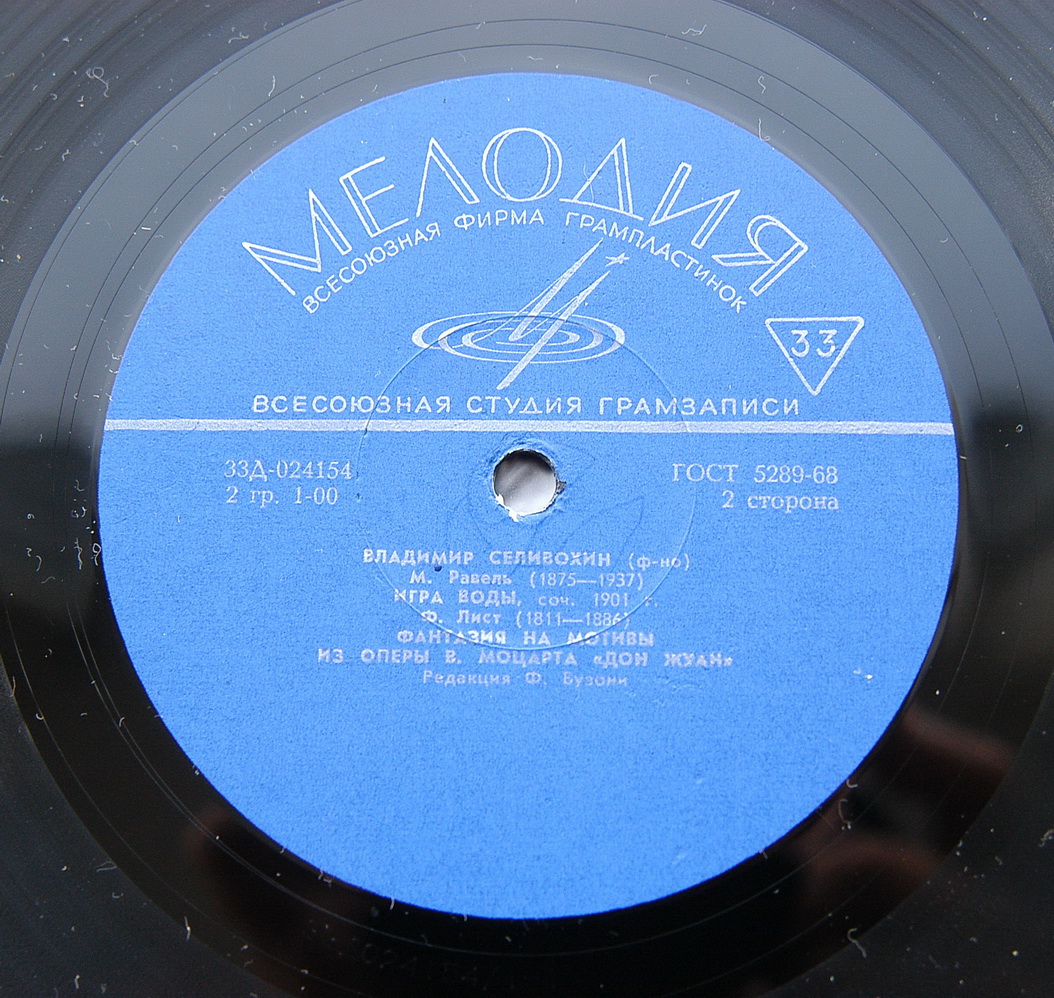 МЕЛОДИЯ
ВСЕСОЮЗНАЯ ФИРМА ГРАМПЛАСТИНОК
33
ВСЕСОЮЗНАЯ СТУДИЯ ГРАМЗАПИСИ
33Д-024154
2 гр. 1-00
ГОСТ 5289-68
2 сторона
ВЛАДИМИР СЕЛИВОХИН (ф-но)
М. Равель (1875—1937)
ИГРА ВОДЫ, соч. 1901 г.
Ф. Лист (1811—1886)
ФАНТАЗИЯ НА МОТИВЫ
ИЗ ОПЕРЫ В. МОЦАРТА «ДОН ЖУАН»
Редакция Ф. Бузони